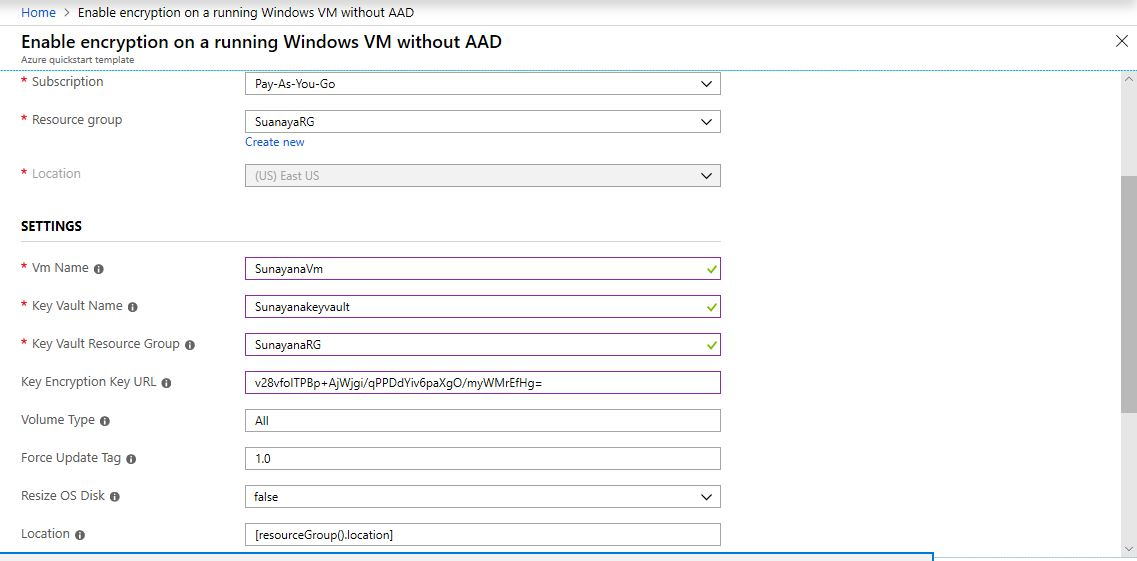 Home > Enable encryption on a running Windows VM without AAD
Enable encryption on a running Windows VM without AAD
Azure quickstart template
* Subscription Pay-As-You-Go
* Resource group SuanayaRG
Create new
* Location (US) East US
SETTINGS
* Vm Name SunayanaVm
* Key Vault Name Sunayanakeyvault
* Key Vault Resource Group SunayanaRG
Key Encryption Key URL v28vfoITPBp+AjWjgi/qPPDdYiv6paXgO/myWMrEfHg=
Volume Type All
Force Update Tag 1.0
Resize OS Disk false
Location [resourceGroup().location]